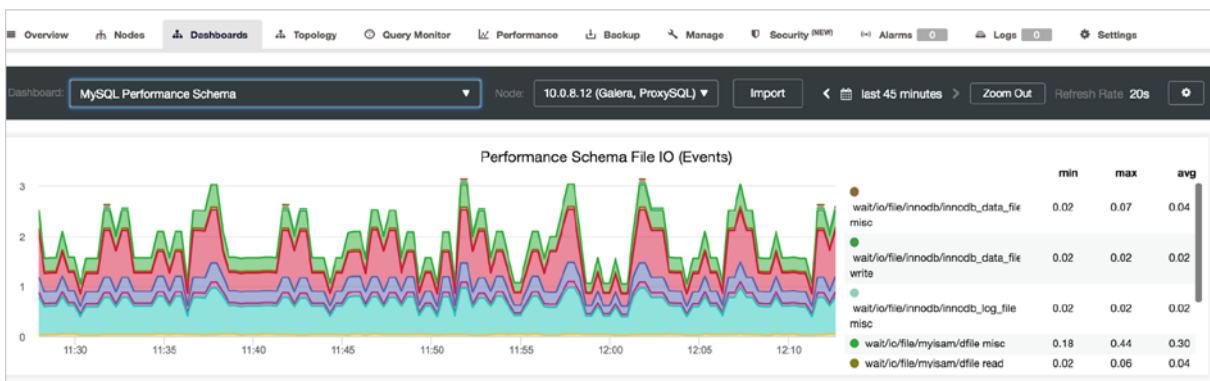 Overview Nodes Dashboards Topology Query Monitor Performance Backup Manage Security (NEW) Alarms 0 Logs 0 Settings
Dashboard: MySQL Performance Schema Node: 10.0.8.12 (Galera, ProxySQL) Import last 45 minutes Zoom Out Refresh Rate 20s
Performance Schema File IO (Events)
min max avg
wait/io/file/innodb/innodb_data_file
misc 0.02 0.07 0.04
wait/io/file/innodb/innodb_data_file
write 0.02 0.02 0.02
wait/io/file/innodb/innodb_log_file
misc 0.02 0.02 0.02
wait/io/file/myisam/dfile misc 0.18 0.44 0.30
wait/io/file/myisam/dfile read 0.02 0.06 0.04
3
2
1
0
11:30 11:35 11:40 11:45 11:50 11:55 12:00 12:05 12:10